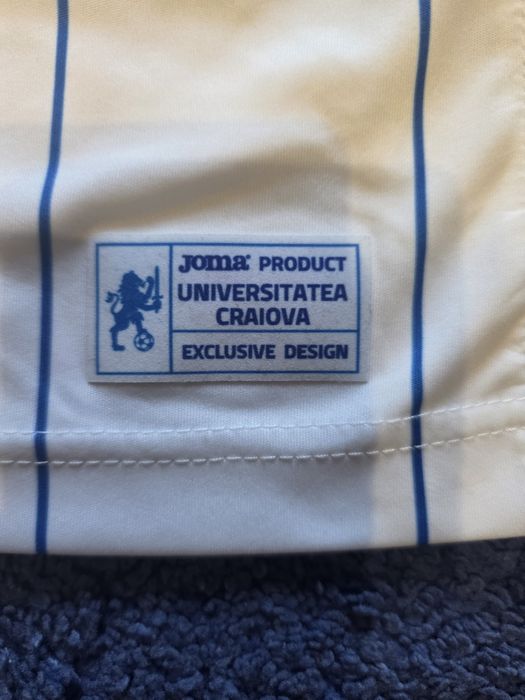 Joma PRODUCT
UNIVERSITATEA
CRAIOVA
EXCLUSIVE DESIGN